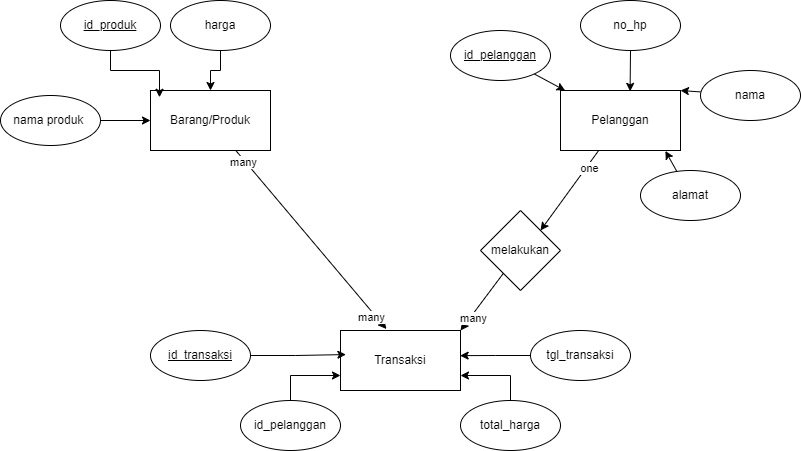 id_produk
harga
no_hp
id_pelanggan
nama
nama produk
Barang/Produk
Pelanggan
many
one
alamat
melakukan
many
many
id_transaksi
Transaksi
tgl_transaksi
id_pelanggan
total_harga